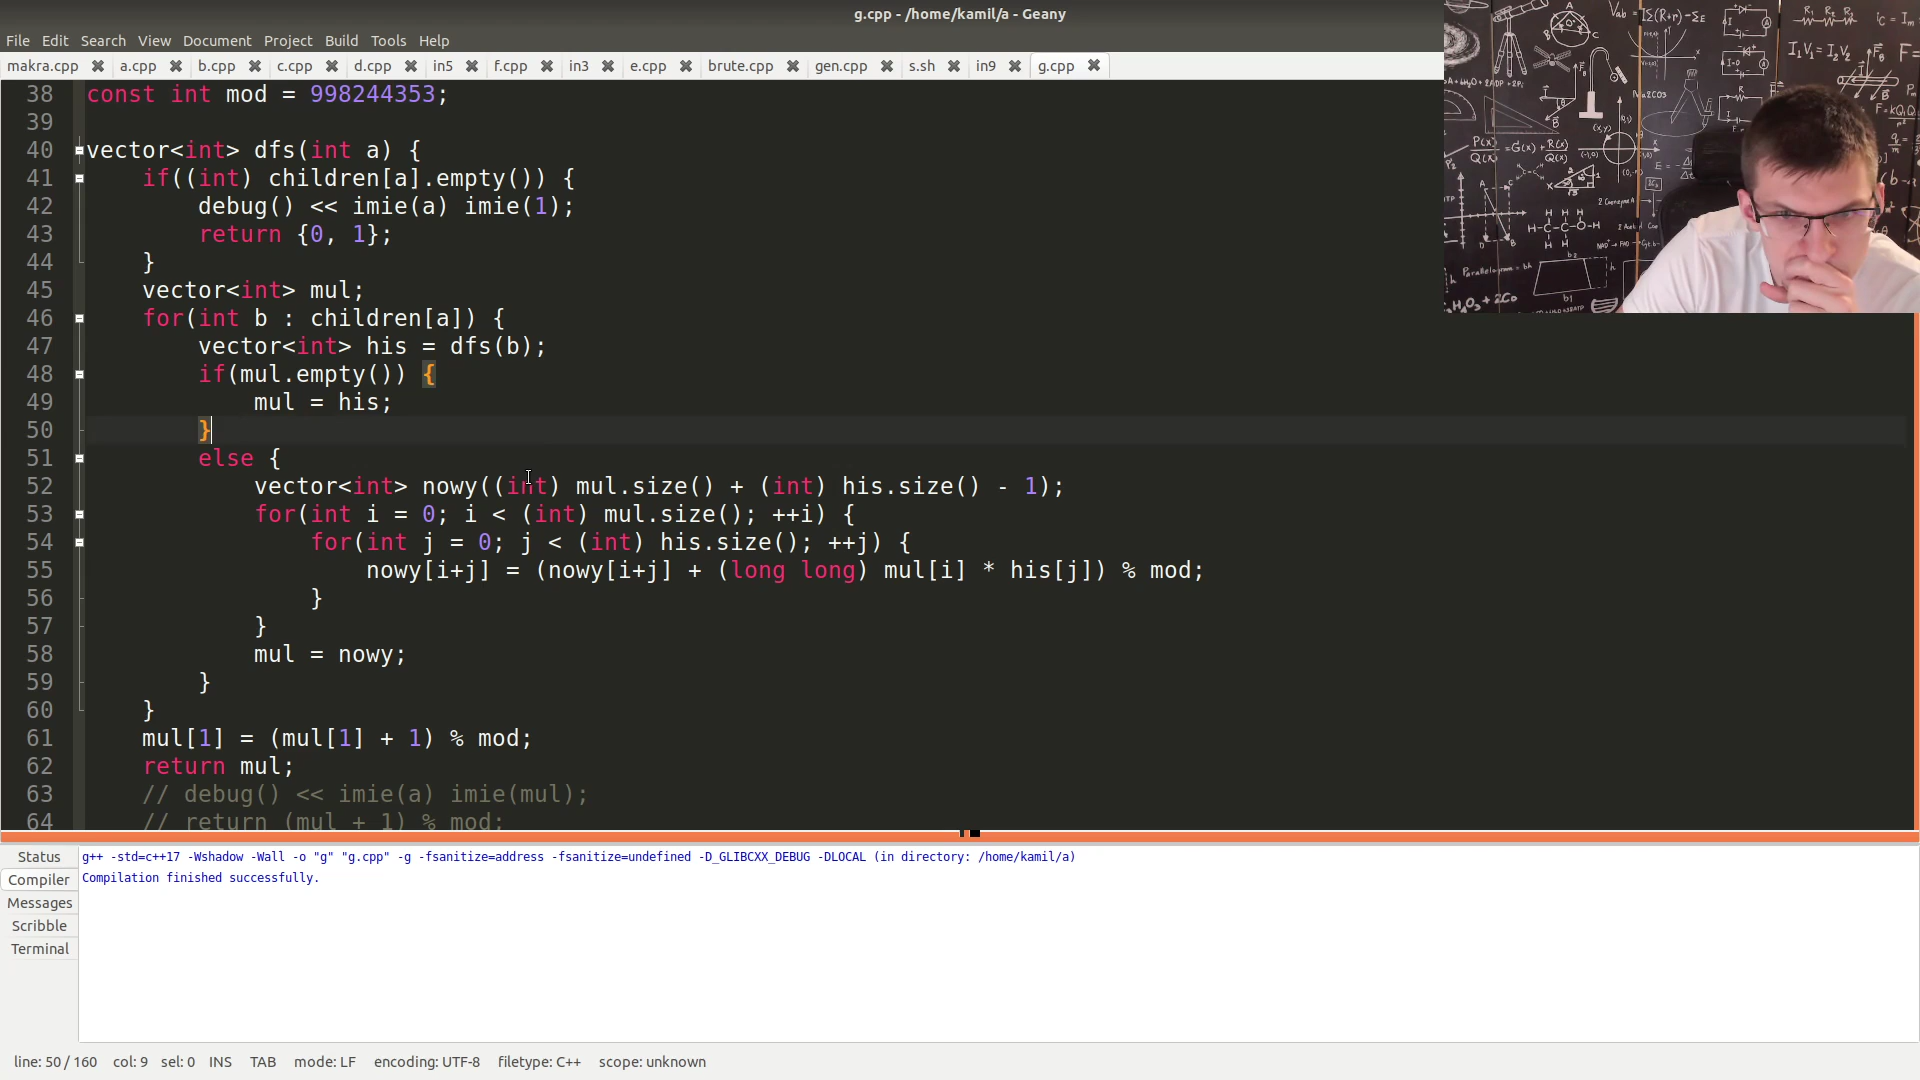 g.cpp - /home/kamil/a - Geany
File Edit Search View Document Project Build Tools Help
makra.cpp a.cpp b.cpp c.cpp d.cpp in5 f.cpp in3 e.cpp brute.cpp gen.cpp s.sh in9 g.cpp
38 const int mod = 998244353;
39
40 vector<int> dfs(int a) {
41     if((int) children[a].empty()) {
42         debug() << imie(a) imie(1);
43         return {0, 1};
44     }
45     vector<int> mul;
46     for(int b : children[a]) {
47         vector<int> his = dfs(b);
48         if(mul.empty()) {
49             mul = his;
50         }
51         else {
52             vector<int> nowy((int) mul.size() + (int) his.size() - 1);
53             for(int i = 0; i < (int) mul.size(); ++i) {
54                 for(int j = 0; j < (int) his.size(); ++j) {
55                     nowy[i+j] = (nowy[i+j] + (long long) mul[i] * his[j]) % mod;
56                 }
57             }
58             mul = nowy;
59         }
60     }
61     mul[1] = (mul[1] + 1) % mod;
62     return mul;
63     // debug() << imie(a) imie(mul);
64     // return (mul + 1) % mod;
Status
Compiler
Messages
Scribble
Terminal
g++ -std=c++17 -Wshadow -Wall -o "g" "g.cpp" -g -fsanitize=address -fsanitize=undefined -D_GLIBCXX_DEBUG -DLOCAL (in directory: /home/kamil/a)
Compilation finished successfully.
line: 50 / 160 col: 9 sel: 0 INS TAB mode: LF encoding: UTF-8 filetype: C++ scope: unknown